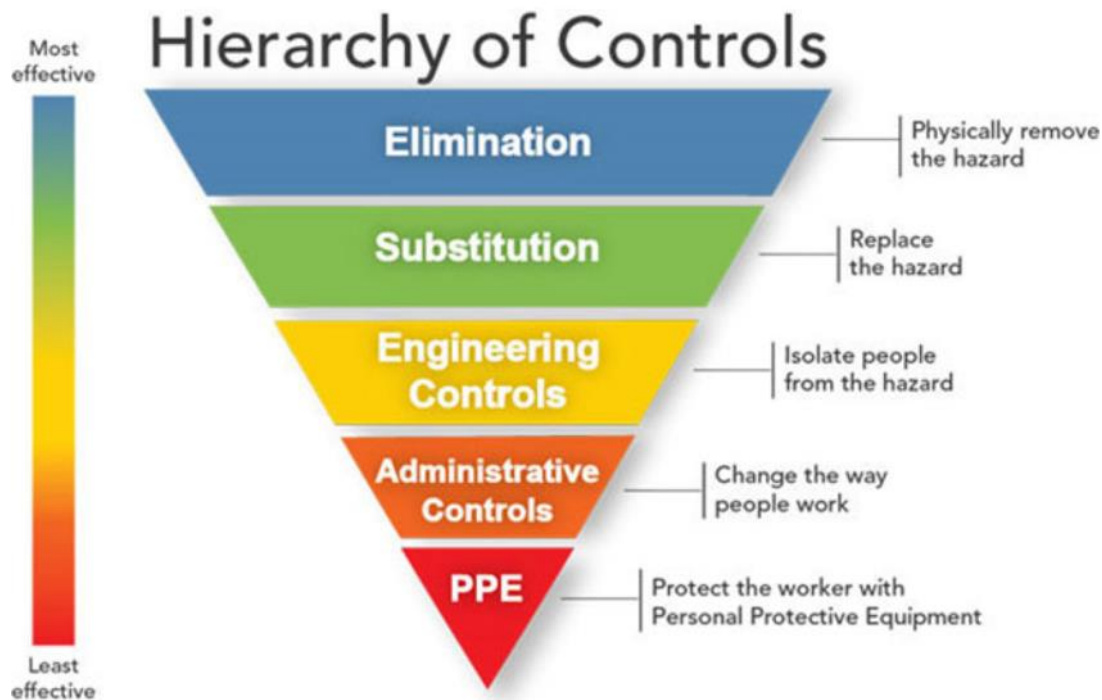 Hierarchy of Controls
Most
effective
Elimination
Physically remove
the hazard
Substitution
Replace
the hazard
Engineering
Controls
Isolate people
from the hazard
Administrative
Controls
Change the way
people work
PPE
Protect the worker with
Personal Protective Equipment
Least
effective